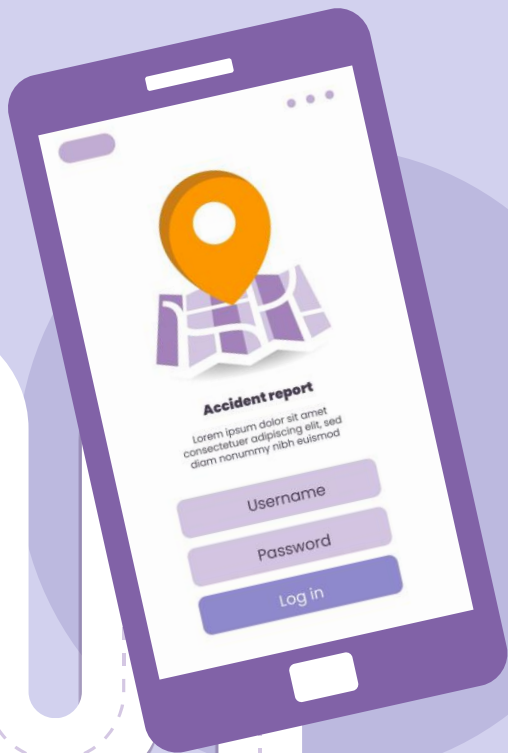 Accident report
Lorem ipsum dolor sit amet
consectetuer adipiscing elit, sed
diam nonummy nibh euismod
Username
Password
Log in